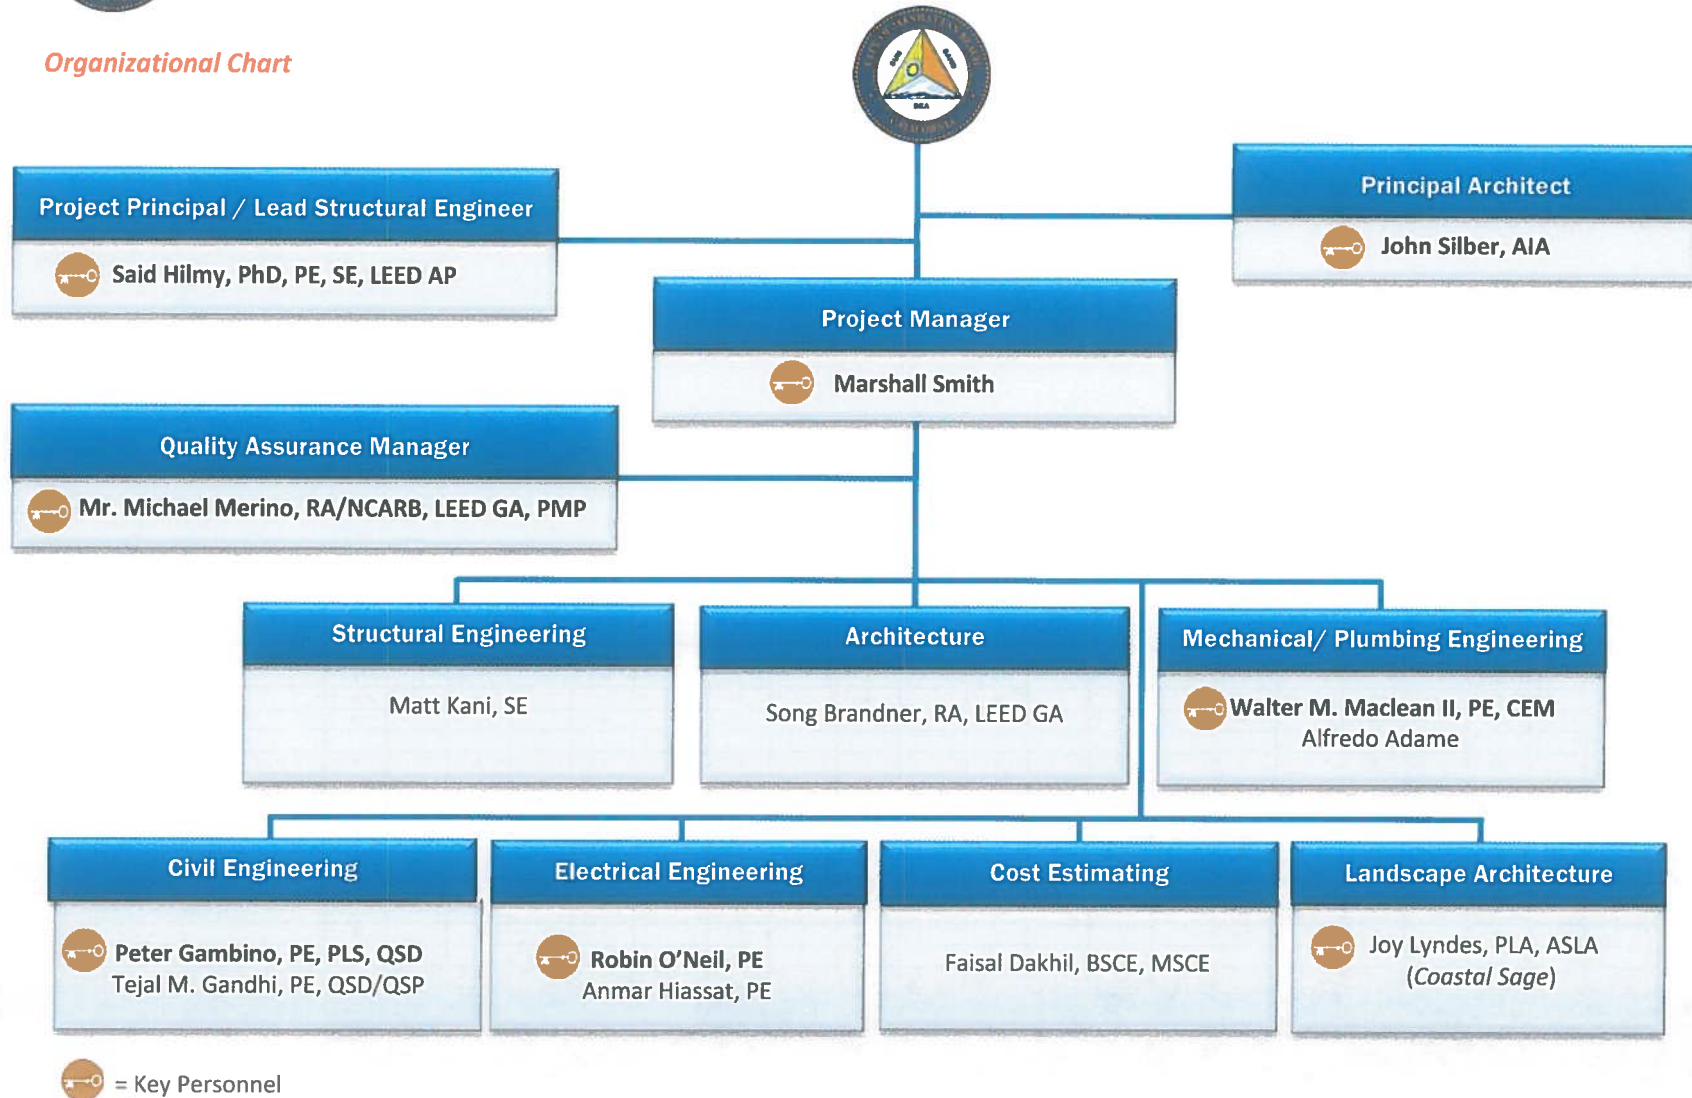 Organizational Chart
SEA
Project Principal / Lead Structural Engineer
Said Hilmy, PhD, PE, SE, LEED AP
Principal Architect
John Silber, AIA
Project Manager
Marshall Smith
Quality Assurance Manager
Mr. Michael Merino, RA/NCARB, LEED GA, PMP
Structural Engineering
Matt Kani, SE
Architecture
Song Brandner, RA, LEED GA
Mechanical/ Plumbing Engineering
Walter M. Maclean II, PE, CEM
Alfredo Adame
Civil Engineering
Peter Gambino, PE, PLS, QSD
Tejal M. Gandhi, PE, QSD/QSP
Electrical Engineering
Robin O’Neil, PE
Anmar Hiassat, PE
Cost Estimating
Faisal Dakhil, BSCE, MSCE
Landscape Architecture
Joy Lyndes, PLA, ASLA
(Coastal Sage)
= Key Personnel